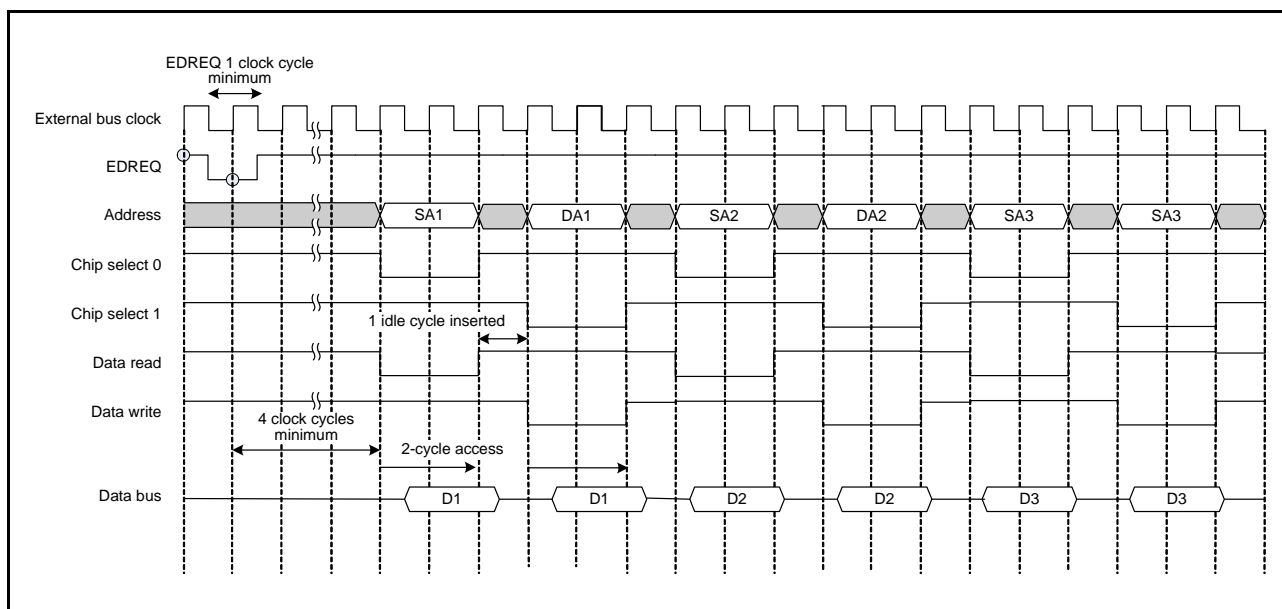 EDREQ 1 clock cycle
minimum
External bus clock
EDREQ
Address
SA1
DA1
SA2
DA2
SA3
SA3
Chip select 0
Chip select 1
1 idle cycle inserted
Data read
Data write
4 clock cycles
minimum
2-cycle access
Data bus
D1
D1
D2
D2
D3
D3